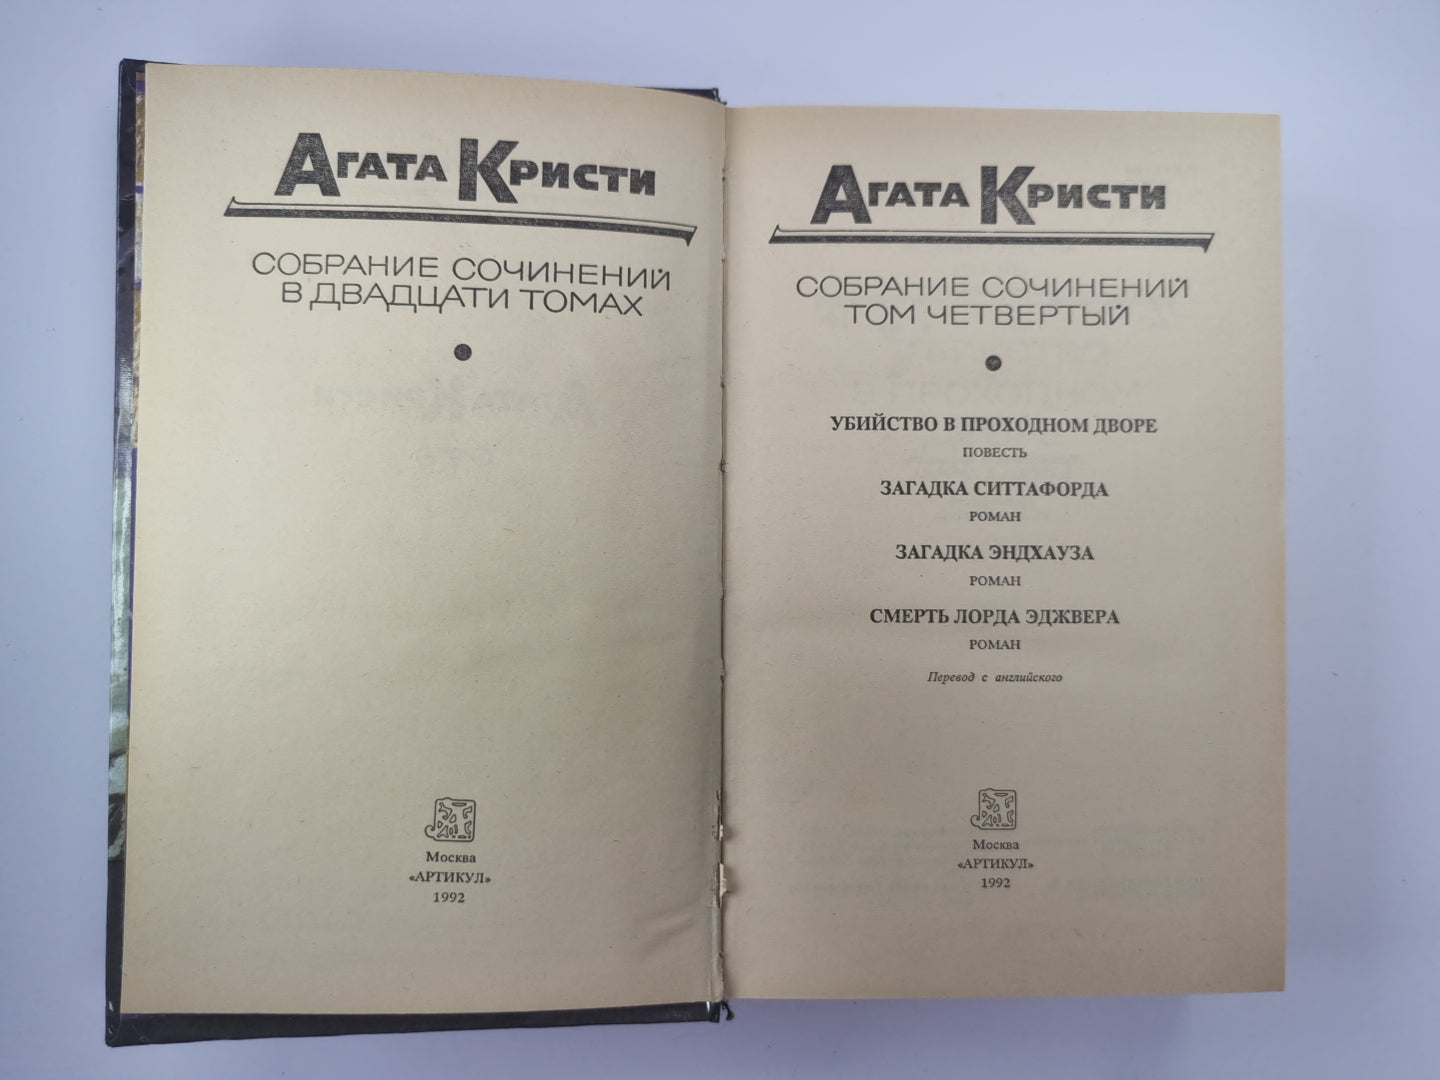 Агата Кристи
СОБРАНИЕ СОЧИНЕНИЙ
В ДВАДЦАТИ ТОМАХ
Москва
«АРТИКУЛ»
1992
Агата Кристи
СОБРАНИЕ СОЧИНЕНИЙ
ТОМ ЧЕТВЕРТЫЙ
УБИЙСТВО В ПРОХОДНОМ ДВОРЕ
ПОВЕСТЬ
ЗАГАДКА СИТТАФОРДА
РОМАН
ЗАГАДКА ЭНДХАУЗА
РОМАН
СМЕРТЬ ЛОРДА ЭДЖВЕРА
РОМАН
Перевод с английского
Москва
«АРТИКУЛ»
1992